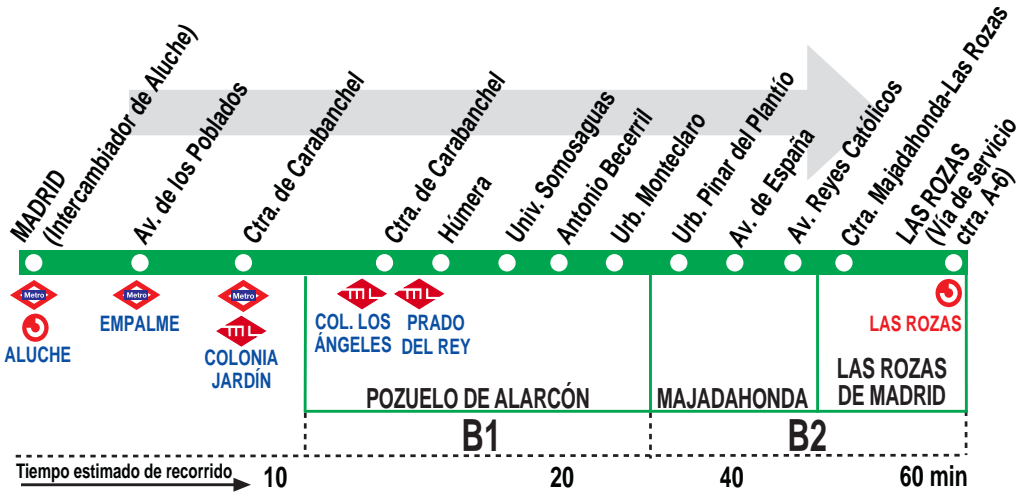 MADRID
(Intercambiador de Aluche)
Av. de los Poblados
Ctra. de Carabanchel
Ctra. de Carabanchel
Húmera
Univ. Somosaguas
Antonio Becerril
Urb. Monteclaro
Urb. Pinar del Plantío
Av. de España
Av. Reyes Católicos
Ctra. Majadahonda-Las Rozas
LAS ROZAS
(Vía de servicio
ctra. A-6)
Metro
Metro
Metro
ML
ML
ML
ALUCHE
EMPALME
COLONIA
JARDÍN
COL. LOS
ÁNGELES
PRADO
DEL REY
LAS ROZAS
POZUELO DE ALARCÓN
MAJADAHONDA
LAS ROZAS
DE MADRID
B1
B2
Tiempo estimado de recorrido
10
20
40
60 min